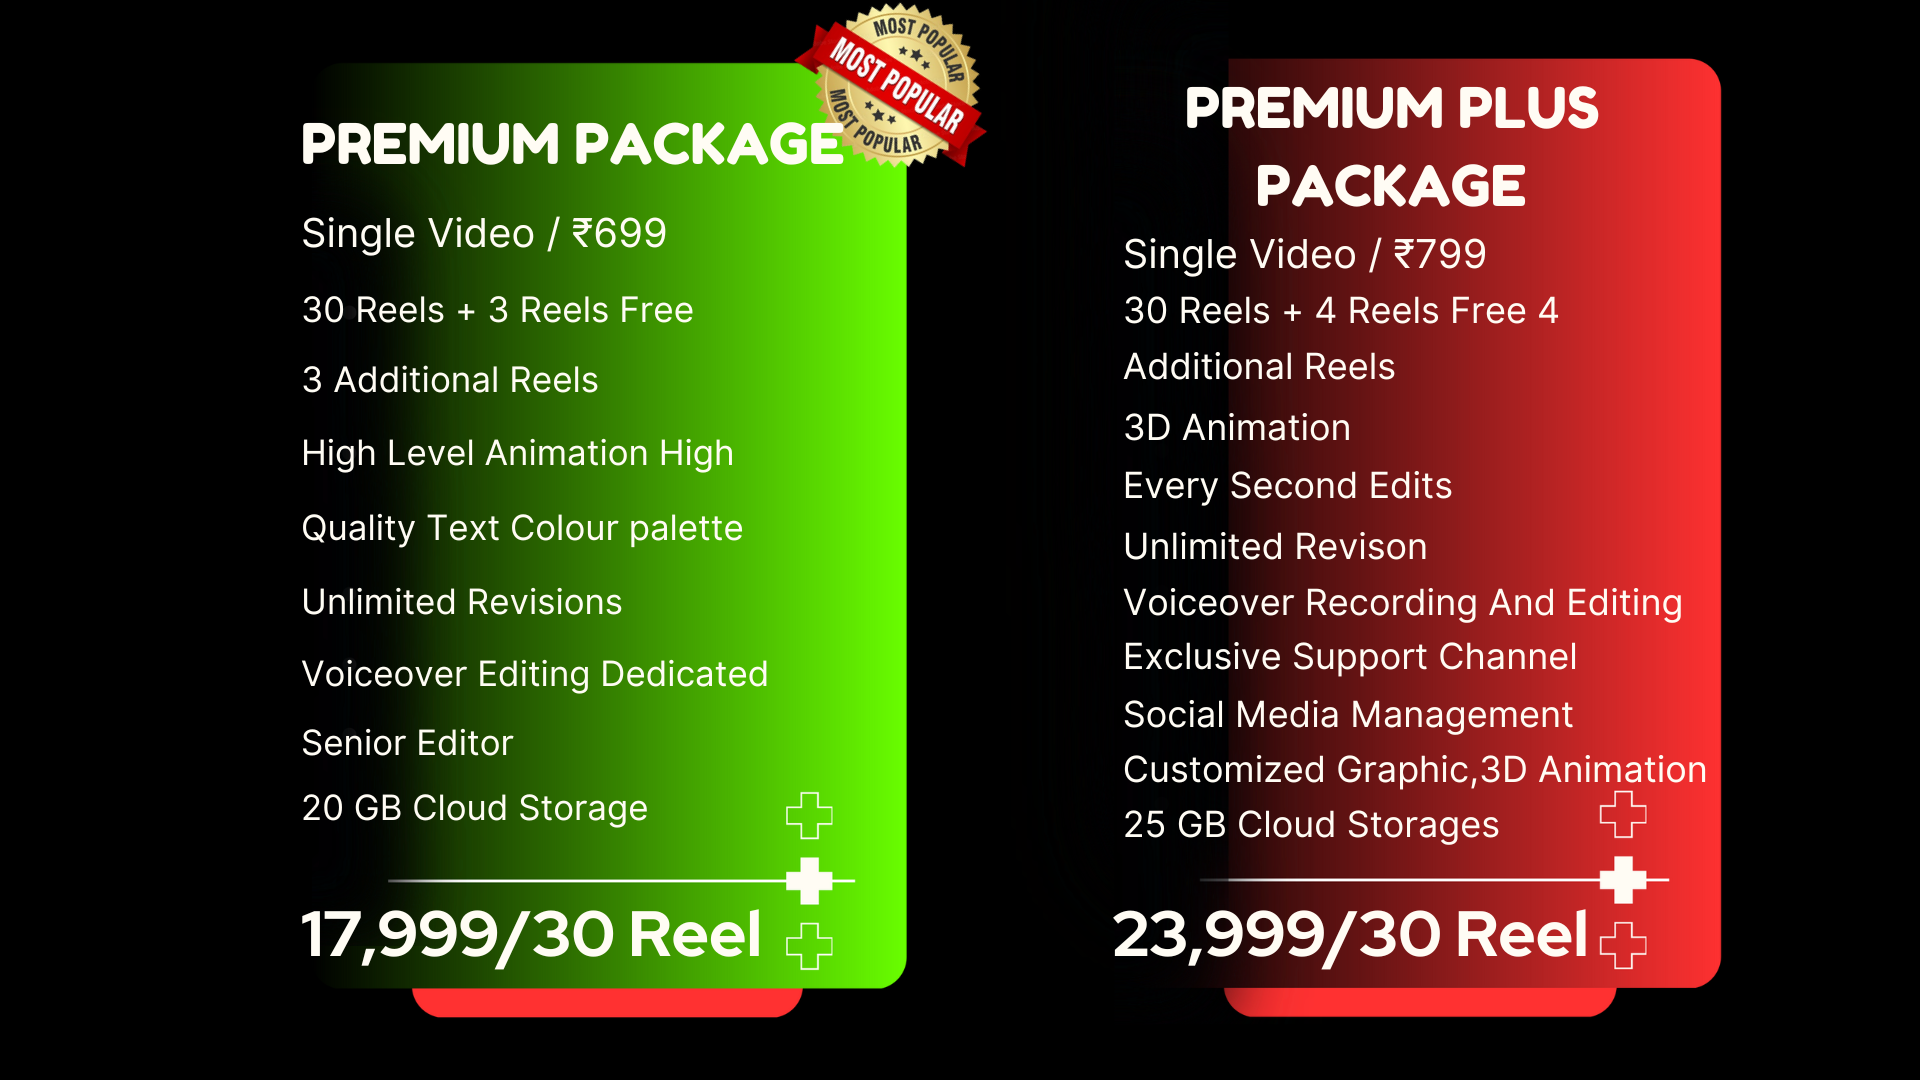 MOST POPULAR
MOST POPULAR
MOST POPULAR
PREMIUM PACKAGE
Single Video / ₹699
30 Reels + 3 Reels Free
3 Additional Reels
High Level Animation High
Quality Text Colour palette
Unlimited Revisions
Voiceover Editing Dedicated
Senior Editor
20 GB Cloud Storage
17,999/30 Reel
PREMIUM PLUS
PACKAGE
Single Video / ₹799
30 Reels + 4 Reels Free 4
Additional Reels
3D Animation
Every Second Edits
Unlimited Revison
Voiceover Recording And Editing
Exclusive Support Channel
Social Media Management
Customized Graphic,3D Animation
25 GB Cloud Storages
23,999/30 Reel